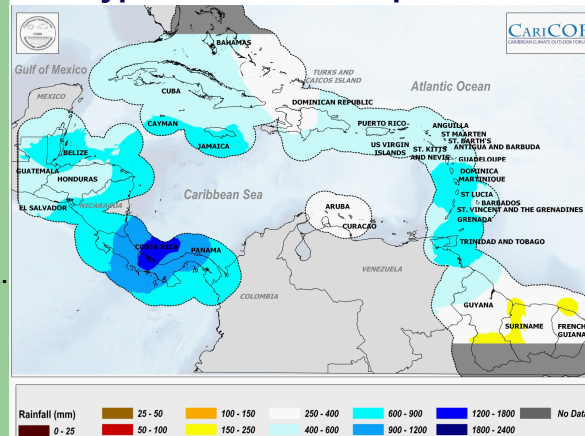 CARICOF
CARIBBEAN CLIMATE OUTLOOK FORUM
BAHAMAS
Gulf of Mexico
TURKS AND
CAICOS ISLAND
Atlantic Ocean
MEXICO
CUBA
DOMINICAN REPUBLIC
CAYMAN
JAMAICA
PUERTO RICO
US VIRGIN
ISLANDS
ANGUILLA
ST MAARTEN
ST. BARTH'S
ST. KITTS
AND NEVIS
ANTIGUA AND BARBUDA
GUADELOUPE
BELIZE
GUATEMALA
HONDURAS
DOMINICA
MARTINIQUE
EL SALVADOR
NICARAGUA
Caribbean Sea
ST LUCIA
BARBADOS
ST. VINCENT AND THE GRENADINES
GRENADA
ARUBA
CURACAO
COSTA RICA
PANAMA
TRINIDAD AND TOBAGO
VENEZUELA
COLOMBIA
GUYANA
SURINAME
FRENCH
GUIANA
Rainfall (mm)
0 - 25
25 - 50
50 - 100
100 - 150
150 - 250
250 - 400
400 - 600
600 - 900
900 - 1200
1200 - 1800
1800 - 2400
No Data